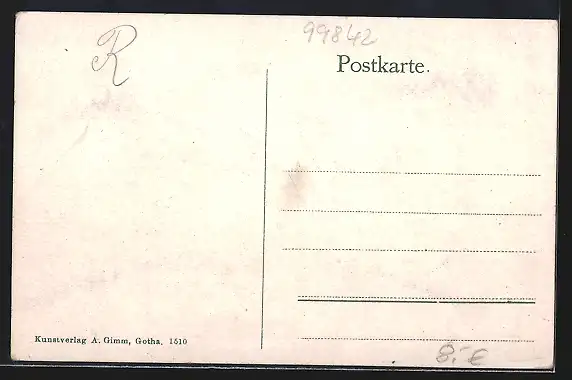 R
99842
Postkarte.
Kunstverlag A. Gimm, Gotha, 1510
8.-€